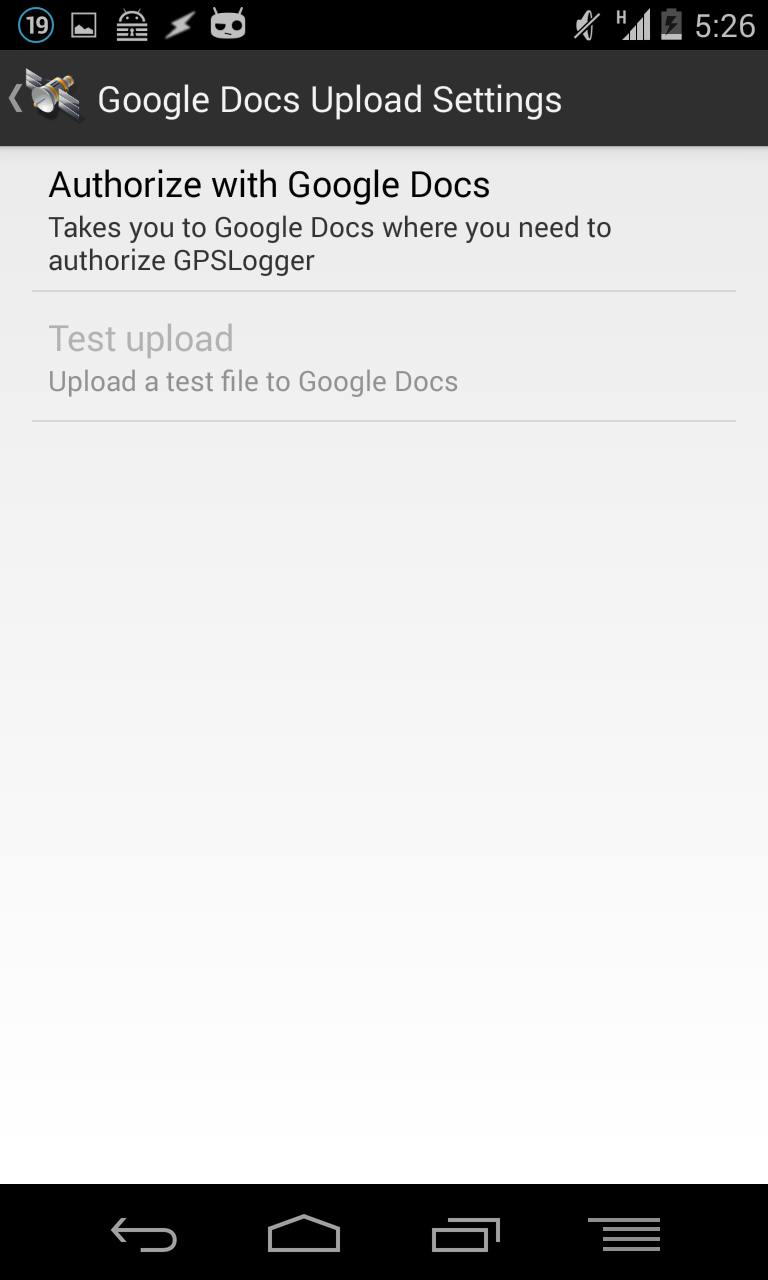 19 H 5:26
Google Docs Upload Settings
Authorize with Google Docs
Takes you to Google Docs where you need to
authorize GPSLogger
Test upload
Upload a test file to Google Docs